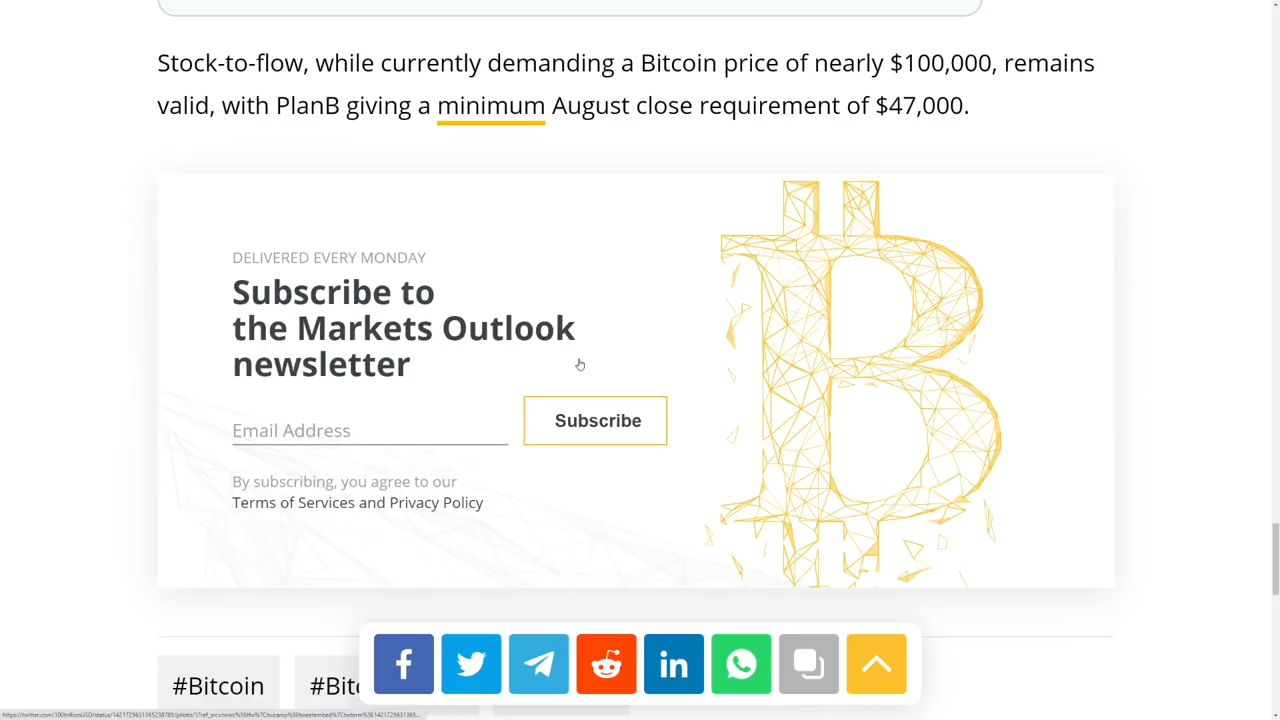 Stock-to-flow, while currently demanding a Bitcoin price of nearly $100,000, remains
valid, with PlanB giving a minimum August close requirement of $47,000.
DELIVERED EVERY MONDAY
Subscribe to
the Markets Outlook
newsletter
Email Address
Subscribe
By subscribing, you agree to our
Terms of Services and Privacy Policy
#Bitcoin